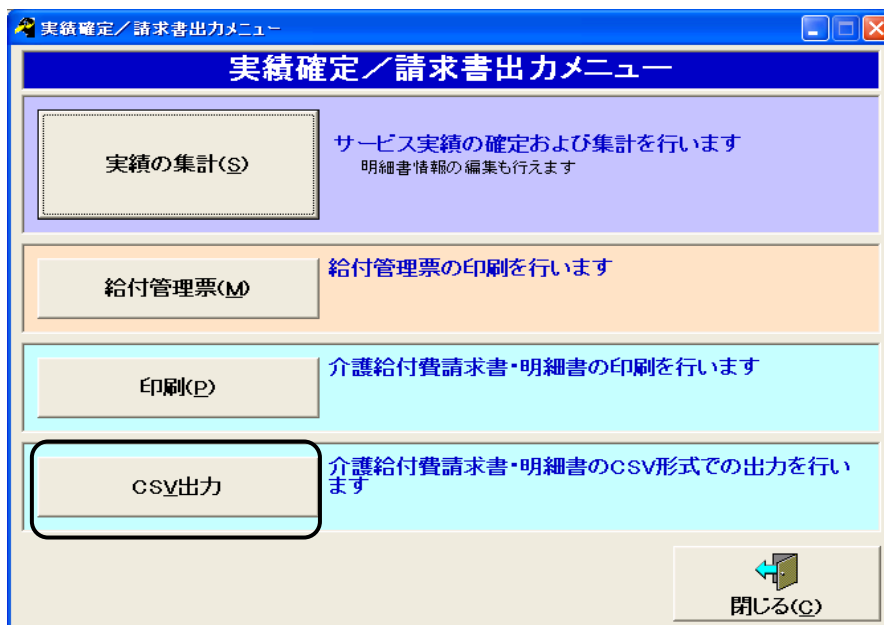 実績確定／請求書出力メニュー
実績確定／請求書出力メニュー
実績の集計(S)
サービス実績の確定および集計を行います
明細書情報の編集も行えます
給付管理票(M)
給付管理票の印刷を行います
印刷(P)
介護給付費請求書・明細書の印刷を行います
CSV出力
介護給付費請求書・明細書のCSV形式での出力を行い
ます
閉じる(C)